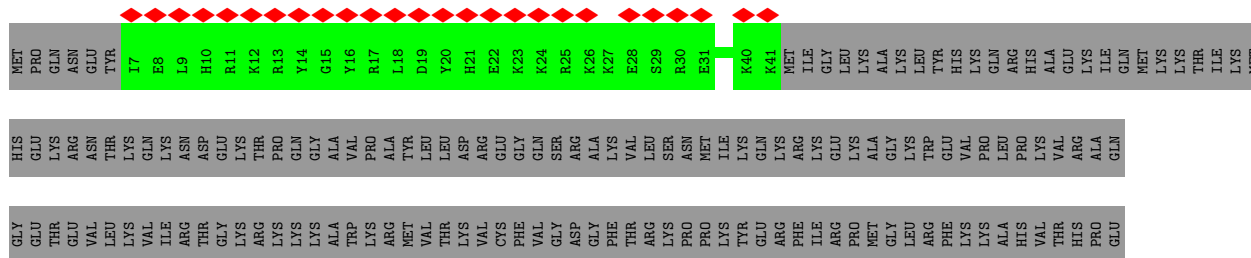 MET PRO GLN ASN GLU TYR I7 E8 L9 H10 R11 K12 R13 Y14 G15 Y16 R17 L18 D19 Y20 H21 E22 K23 K24 R25 K26 K27 E28 S29 R30 E31 K40 K41 MET ILE GLY LEU LYS ALA LYS LEU TYR HIS LYS GLN ARG HIS ALA GLU LYS ILE GLN MET LYS LYS THR ILE LYS
HIS GLU LYS ARG ASN THR LYS GLN LYS ASN ASP GLU LYS THR PRO GLN GLY ALA VAL PRO ALA TYR LEU LEU ASP ARG GLU GLY GLN SER ARG ALA LYS VAL LEU SER ASN MET ILE LYS GLN LYS ARG LYS GLU LYS ALA GLY LYS TRP GLU VAL PRO LEU PRO LYS VAL ARG ALA GLN
GLY GLU THR GLU VAL LEU LYS VAL ILE ARG THR GLY LYS ARG LYS LYS LYS ALA TRP LYS ARG MET VAL THR LYS VAL CYS PHE VAL GLY ASP GLY PHE THR ARG LYS PRO PRO LYS TYR GLU ARG PHE ILE ARG PRO MET GLY LEU ARG PHE LYS LYS ALA HIS VAL THR HIS PRO GLU